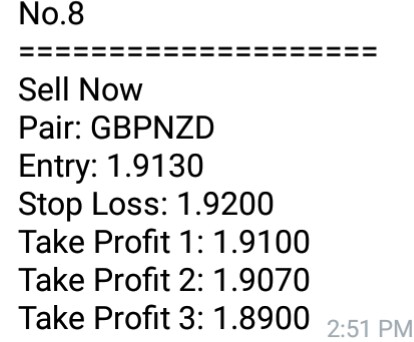 No.8
====================
Sell Now
Pair: GBPNZD
Entry: 1.9130
Stop Loss: 1.9200
Take Profit 1: 1.9100
Take Profit 2: 1.9070
Take Profit 3: 1.8900
2:51 PM